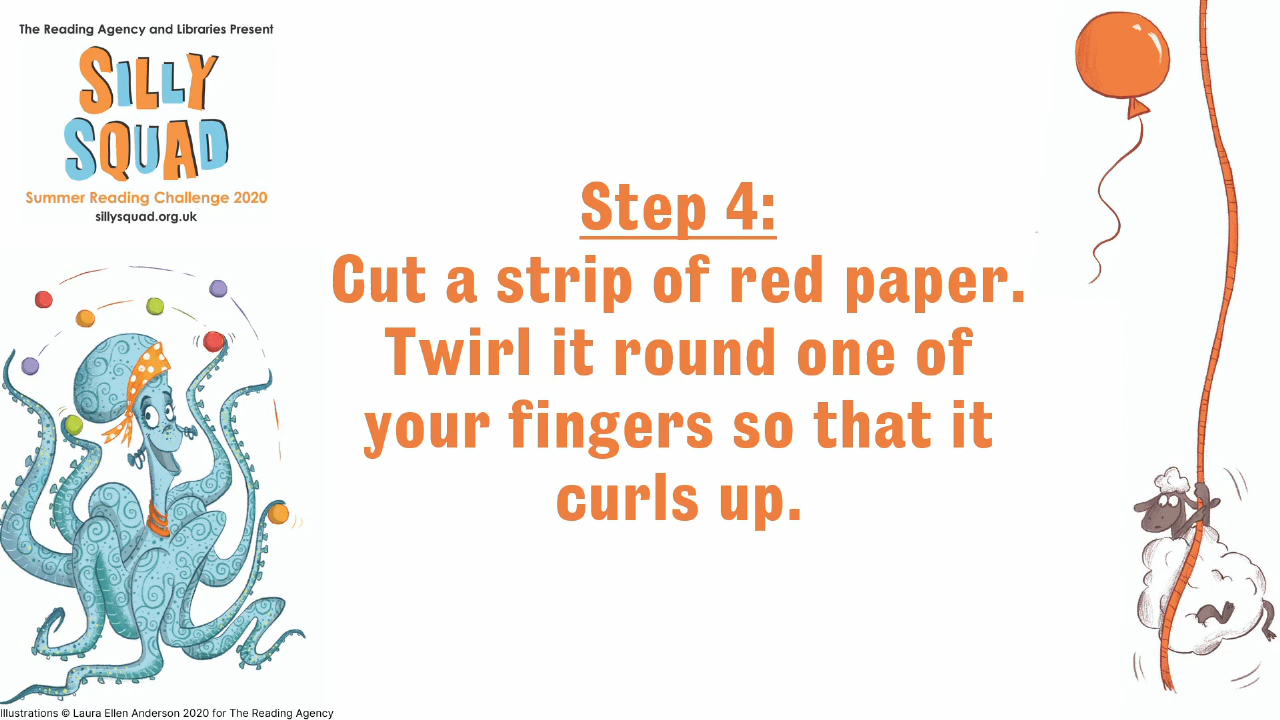 The Reading Agency and Libraries Present
SILLY
SQUAD
Summer Reading Challenge 2020
sillysquad.org.uk
Step 4:
Cut a strip of red paper.
Twirl it round one of
your fingers so that it
curls up.
Illustrations © Laura Ellen Anderson 2020 for The Reading Agency